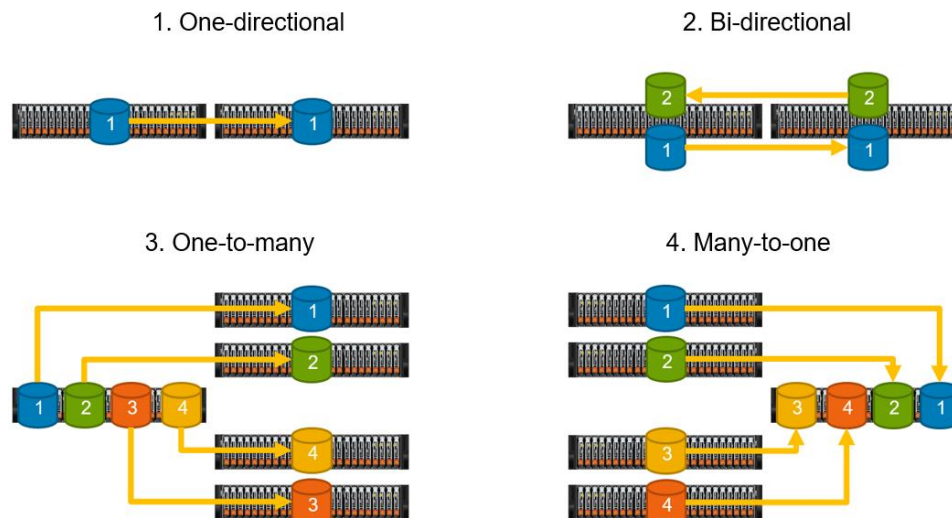 1. One-directional
2. Bi-directional
2 2
1 1
1 1
3. One-to-many
4. Many-to-one
1
1
2
2
1 2 3 4
3 4 2 1
4
3
3
4